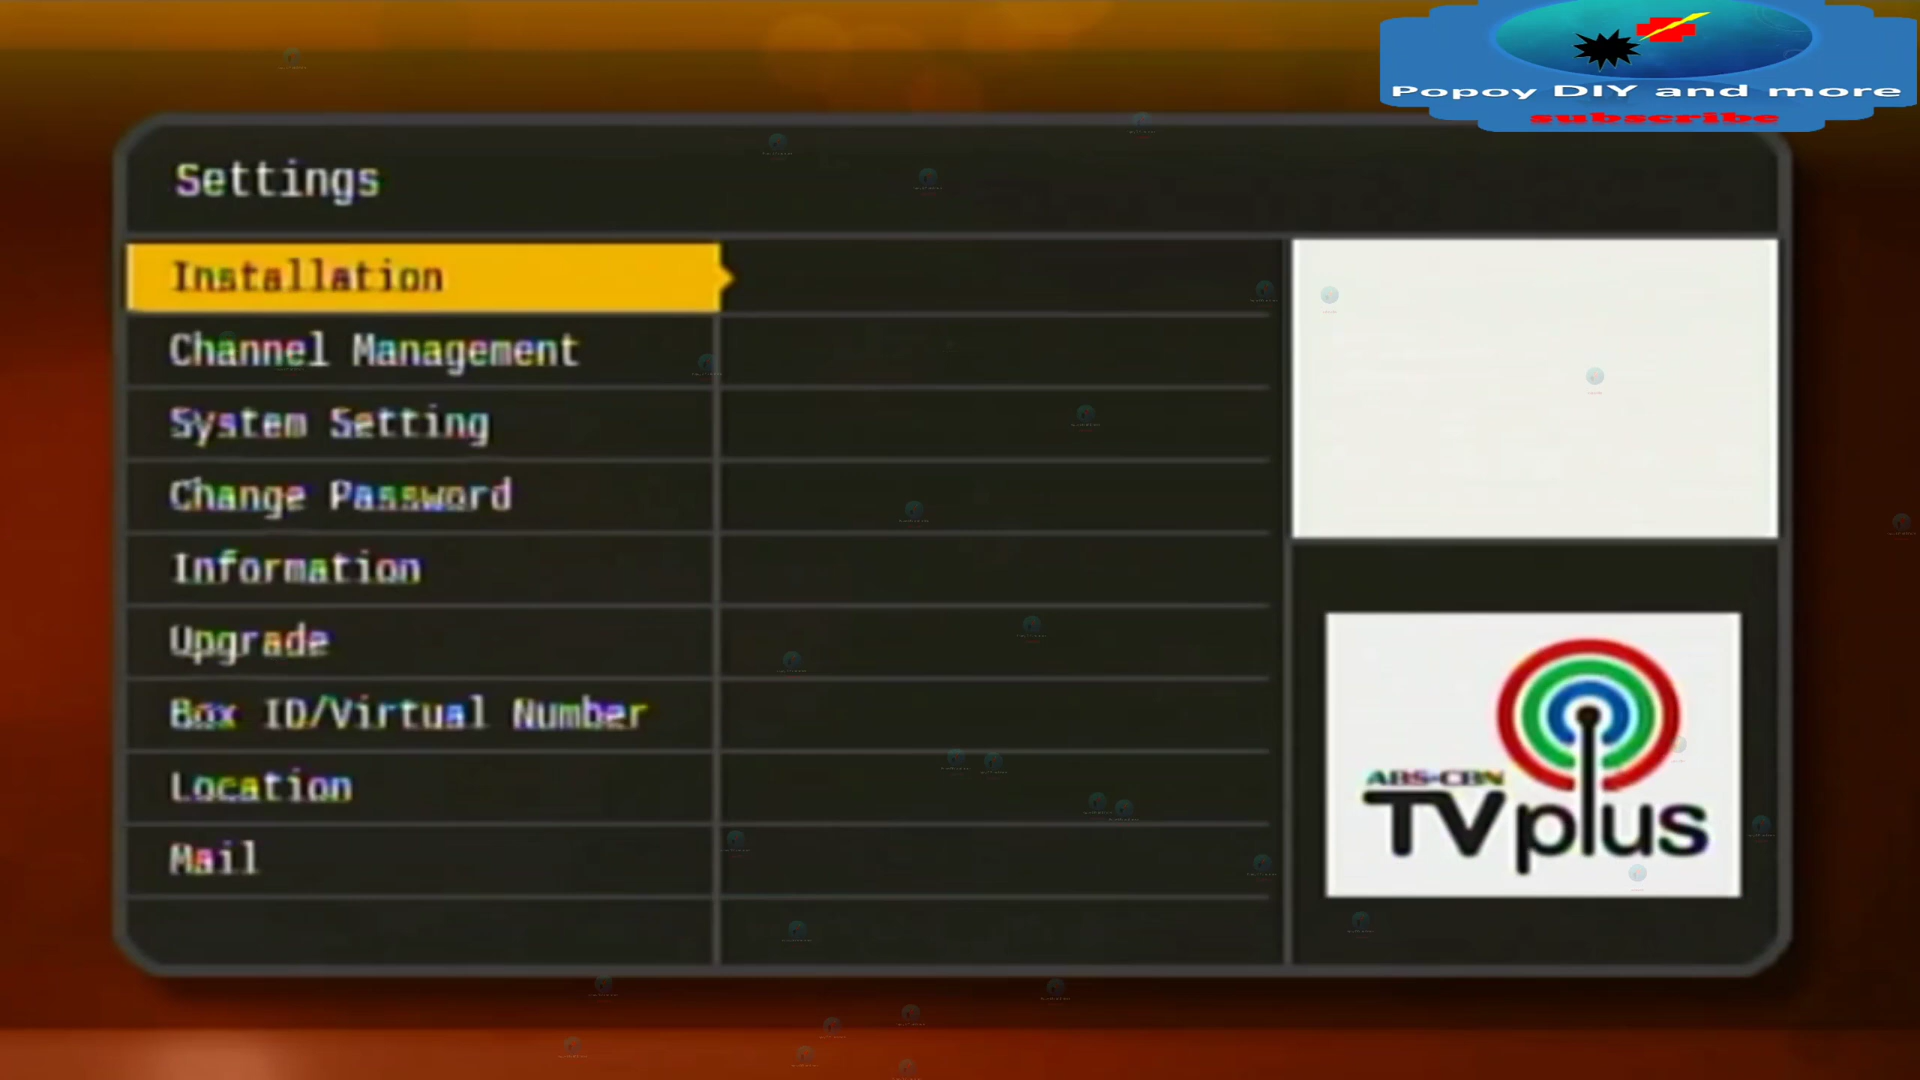 Popoy DIY and more
subscribe
Settings
Installation
Channel Management
System Setting
Change Password
Information
Upgrade
Box ID/Virtual Number
Location
Mail
ABS-CBN
TVplus